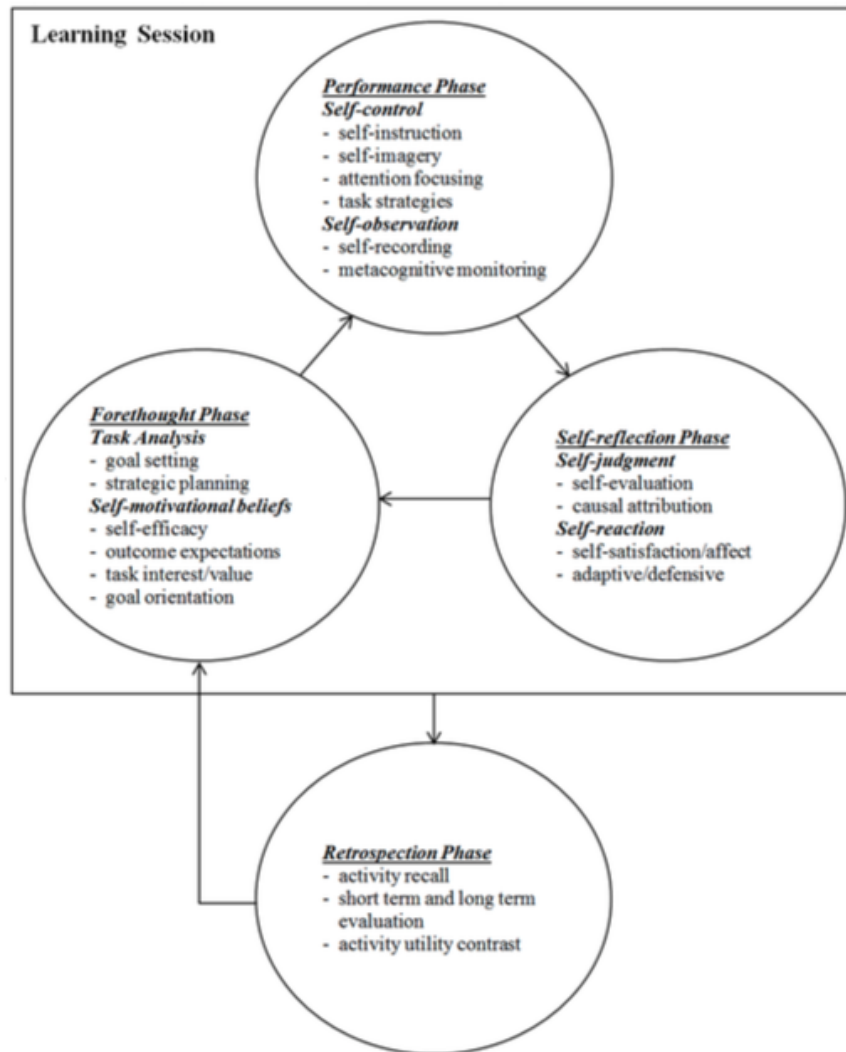 Learning Session
Performance Phase
Self-control
- self-instruction
- self-imagery
- attention focusing
- task strategies
Self-observation
- self-recording
- metacognitive monitoring
Forethought Phase
Task Analysis
- goal setting
- strategic planning
Self-motivational beliefs
- self-efficacy
- outcome expectations
- task interest/value
- goal orientation
Self-reflection Phase
Self-judgment
- self-evaluation
- causal attribution
Self-reaction
- self-satisfaction/affect
- adaptive/defensive
Retrospection Phase
- activity recall
- short term and long term
evaluation
- activity utility contrast